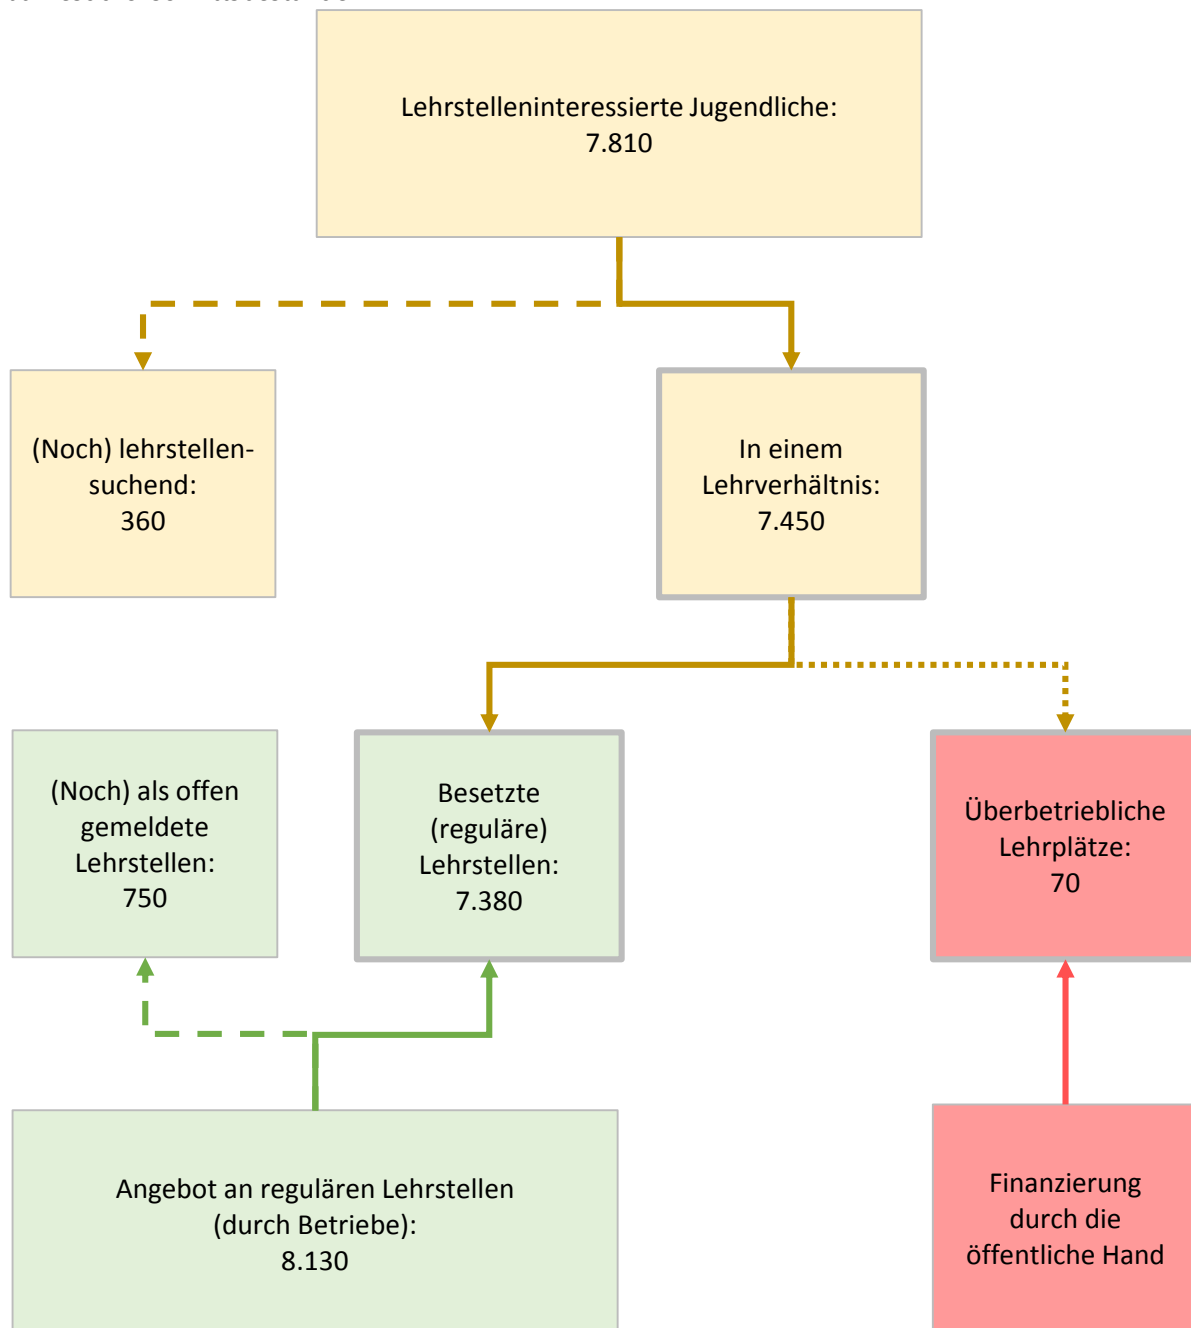 Lehrstelleninteressierte Jugendliche:
7.810
(Noch) lehrstellen-
suchend:
360
In einem
Lehrverhältnis:
7.450
(Noch) als offen
gemeldete
Lehrstellen:
750
Besetzte
(reguläre)
Lehrstellen:
7.380
Überbetriebliche
Lehrplätze:
70
Angebot an regulären Lehrstellen
(durch Betriebe):
8.130
Finanzierung
durch die
öffentliche Hand